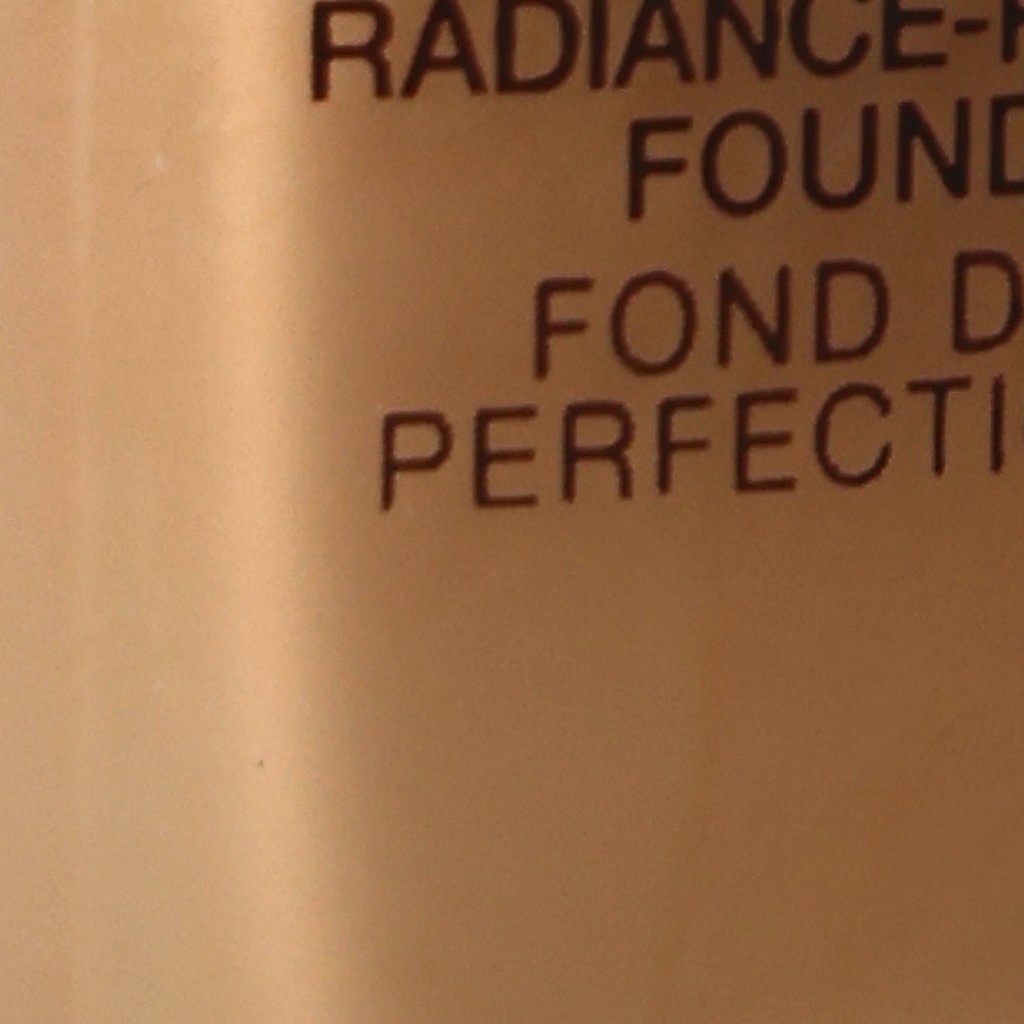 RADIANCE-
FOUND
FOND D
PERFECTI